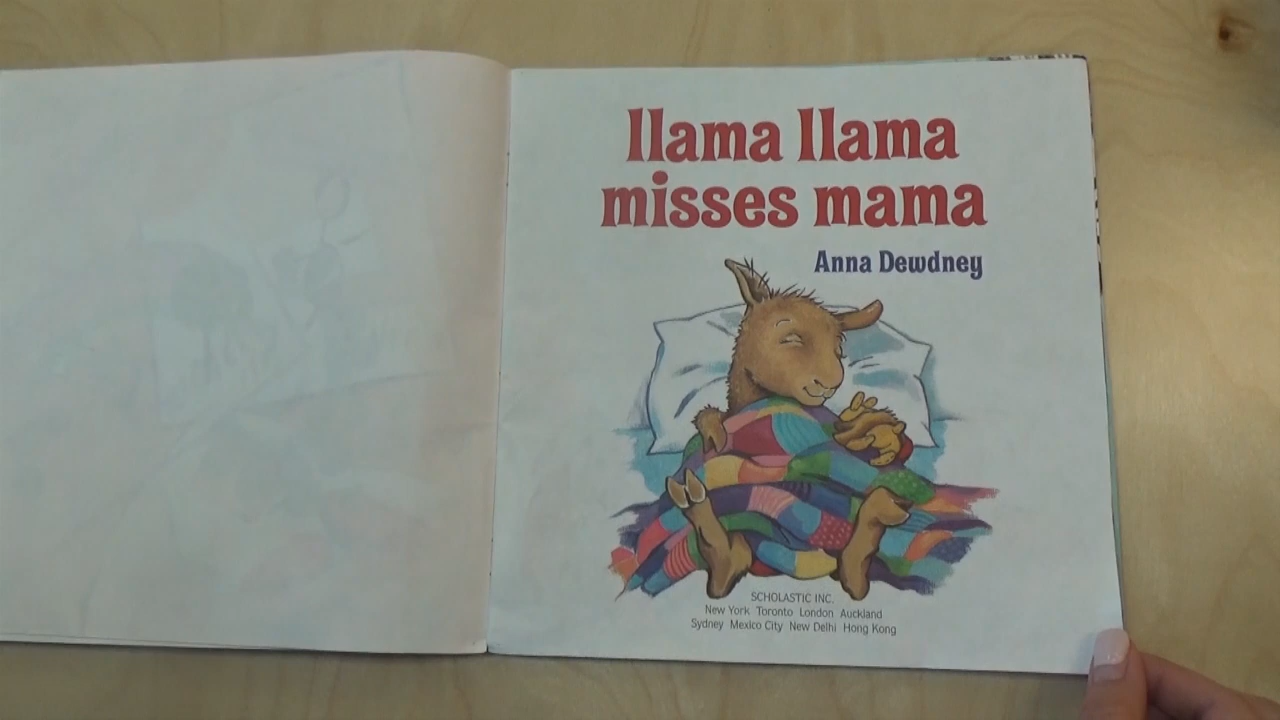 llama llama
misses mama
Anna Dewdney
SCHOLASTIC INC.
New York Toronto London Auckland
Sydney Mexico City New Delhi Hong Kong